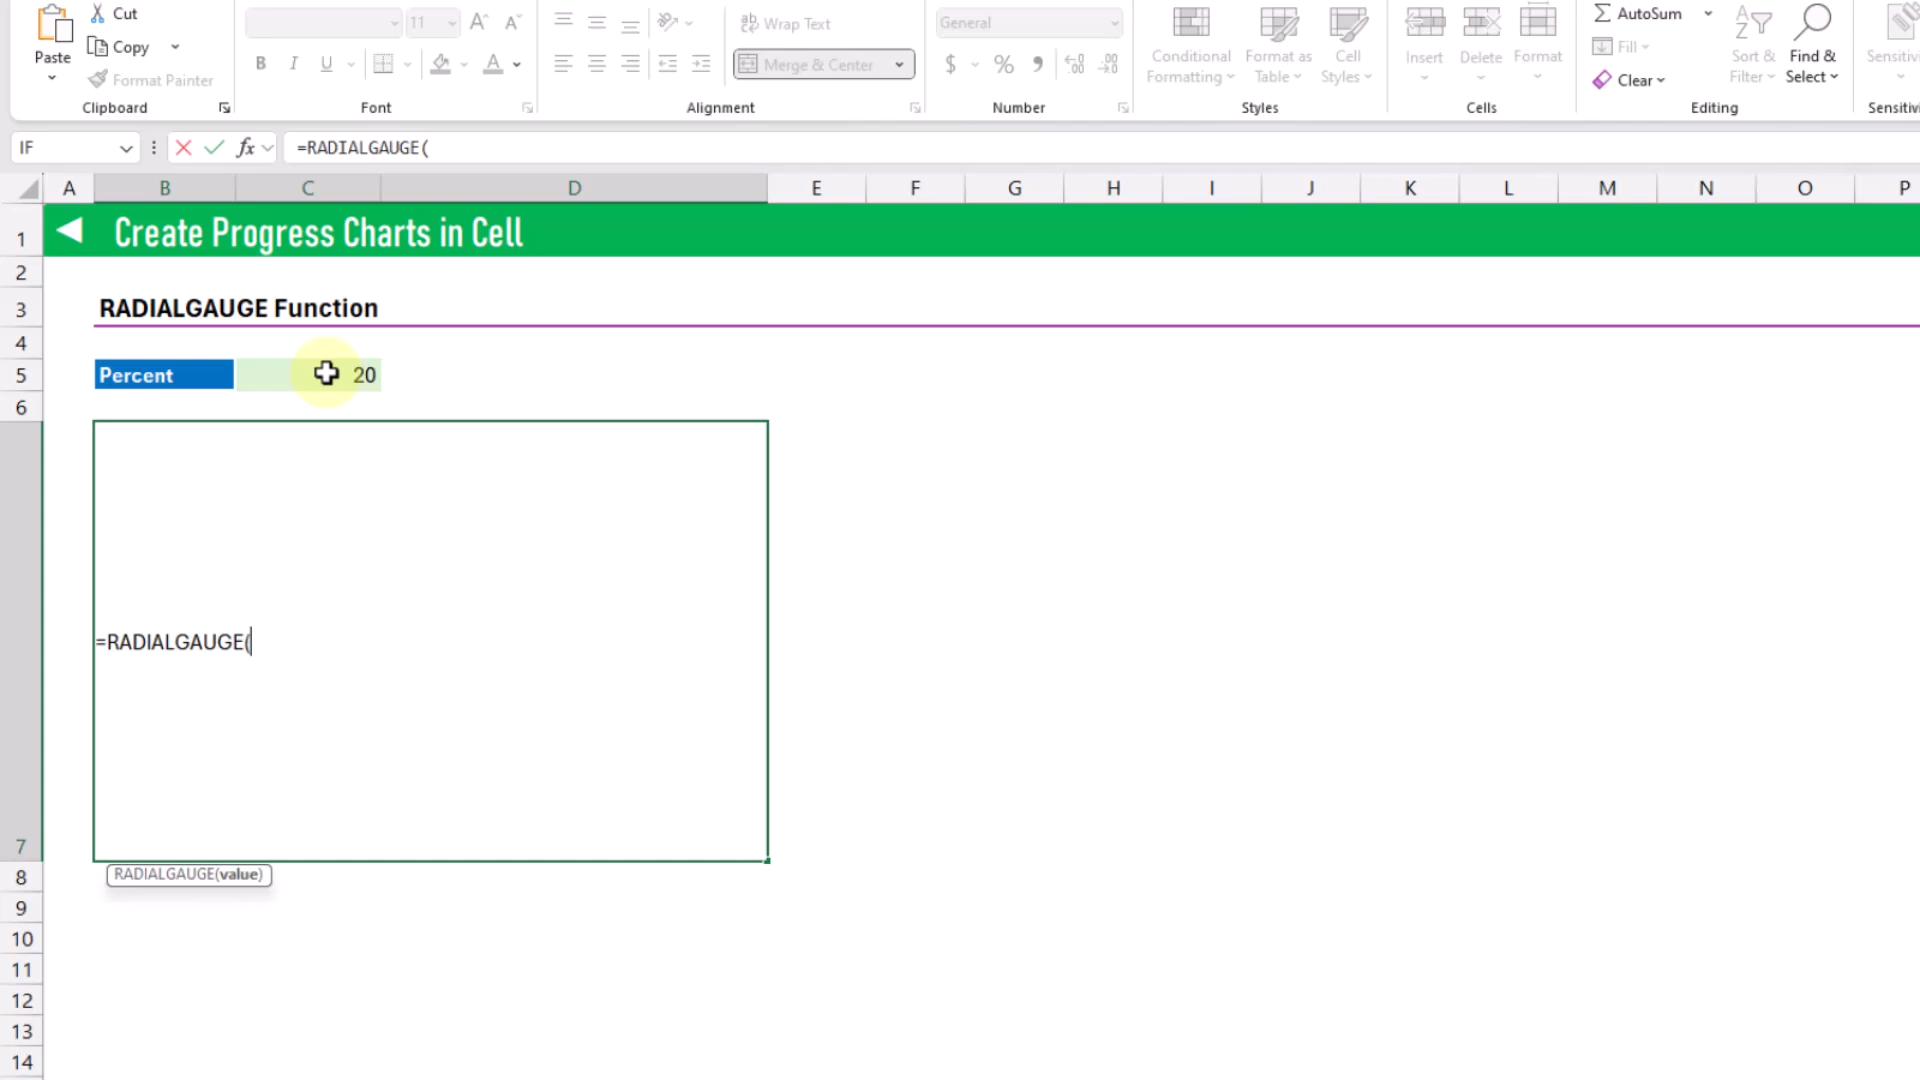 Cut
Copy
Format Painter
Paste
Clipboard
11
B I U
Font
Wrap Text
Merge & Center
Alignment
General
$ %
Number
Conditional
Formatting
Format as
Table
Cell
Styles
Styles
Insert
Delete
Format
Cells
AutoSum
Fill
Clear
Sort &
Filter
Find &
Select
Editing
IF
fx
=RADIALGAUGE(
A B C D E F G H I J K L M N O P
1
Create Progress Charts in Cell
2
3
RADIALGAUGE Function
4
5
Percent
20
6
=RADIALGAUGE(
7
RADIALGAUGE(value)
8
9
10
11
12
13
14